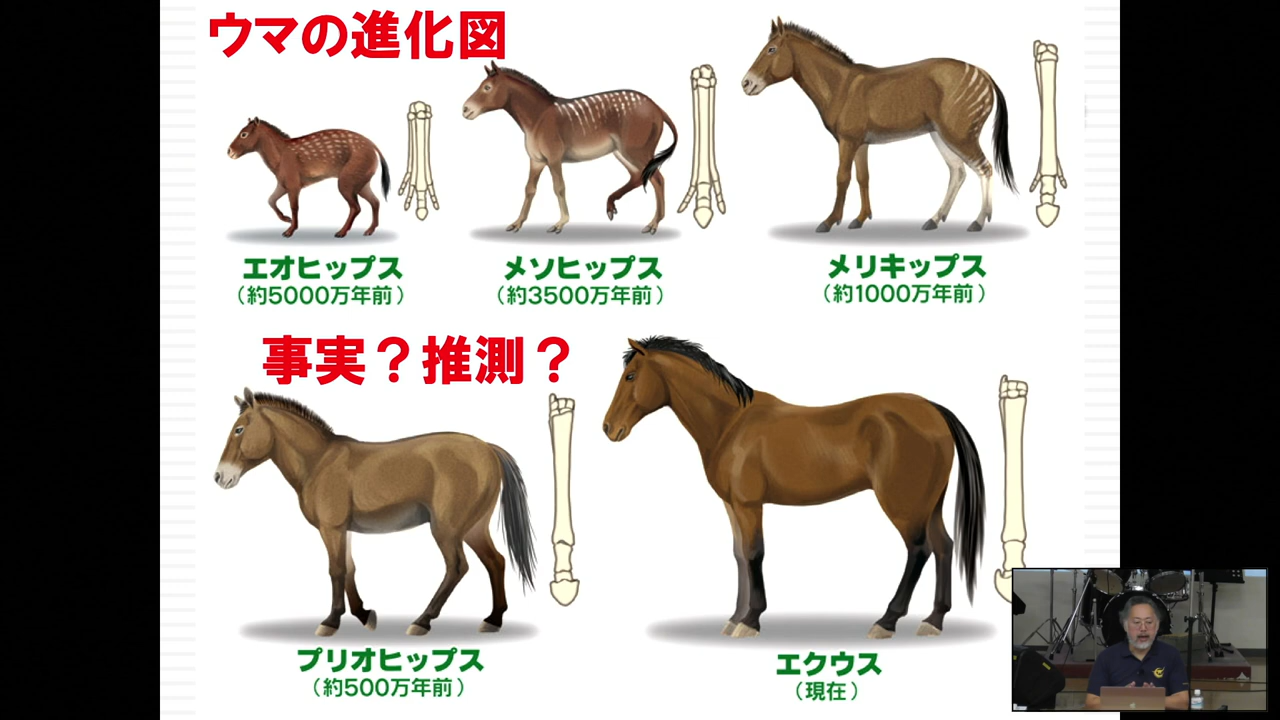 ウマの進化図
エオヒップス
（約5000万年前）
メソヒップス
（約3500万年前）
メリキップス
（約1000万年前）
事実？推測？
プリオヒップス
（約500万年前）
エクウス
（現在）